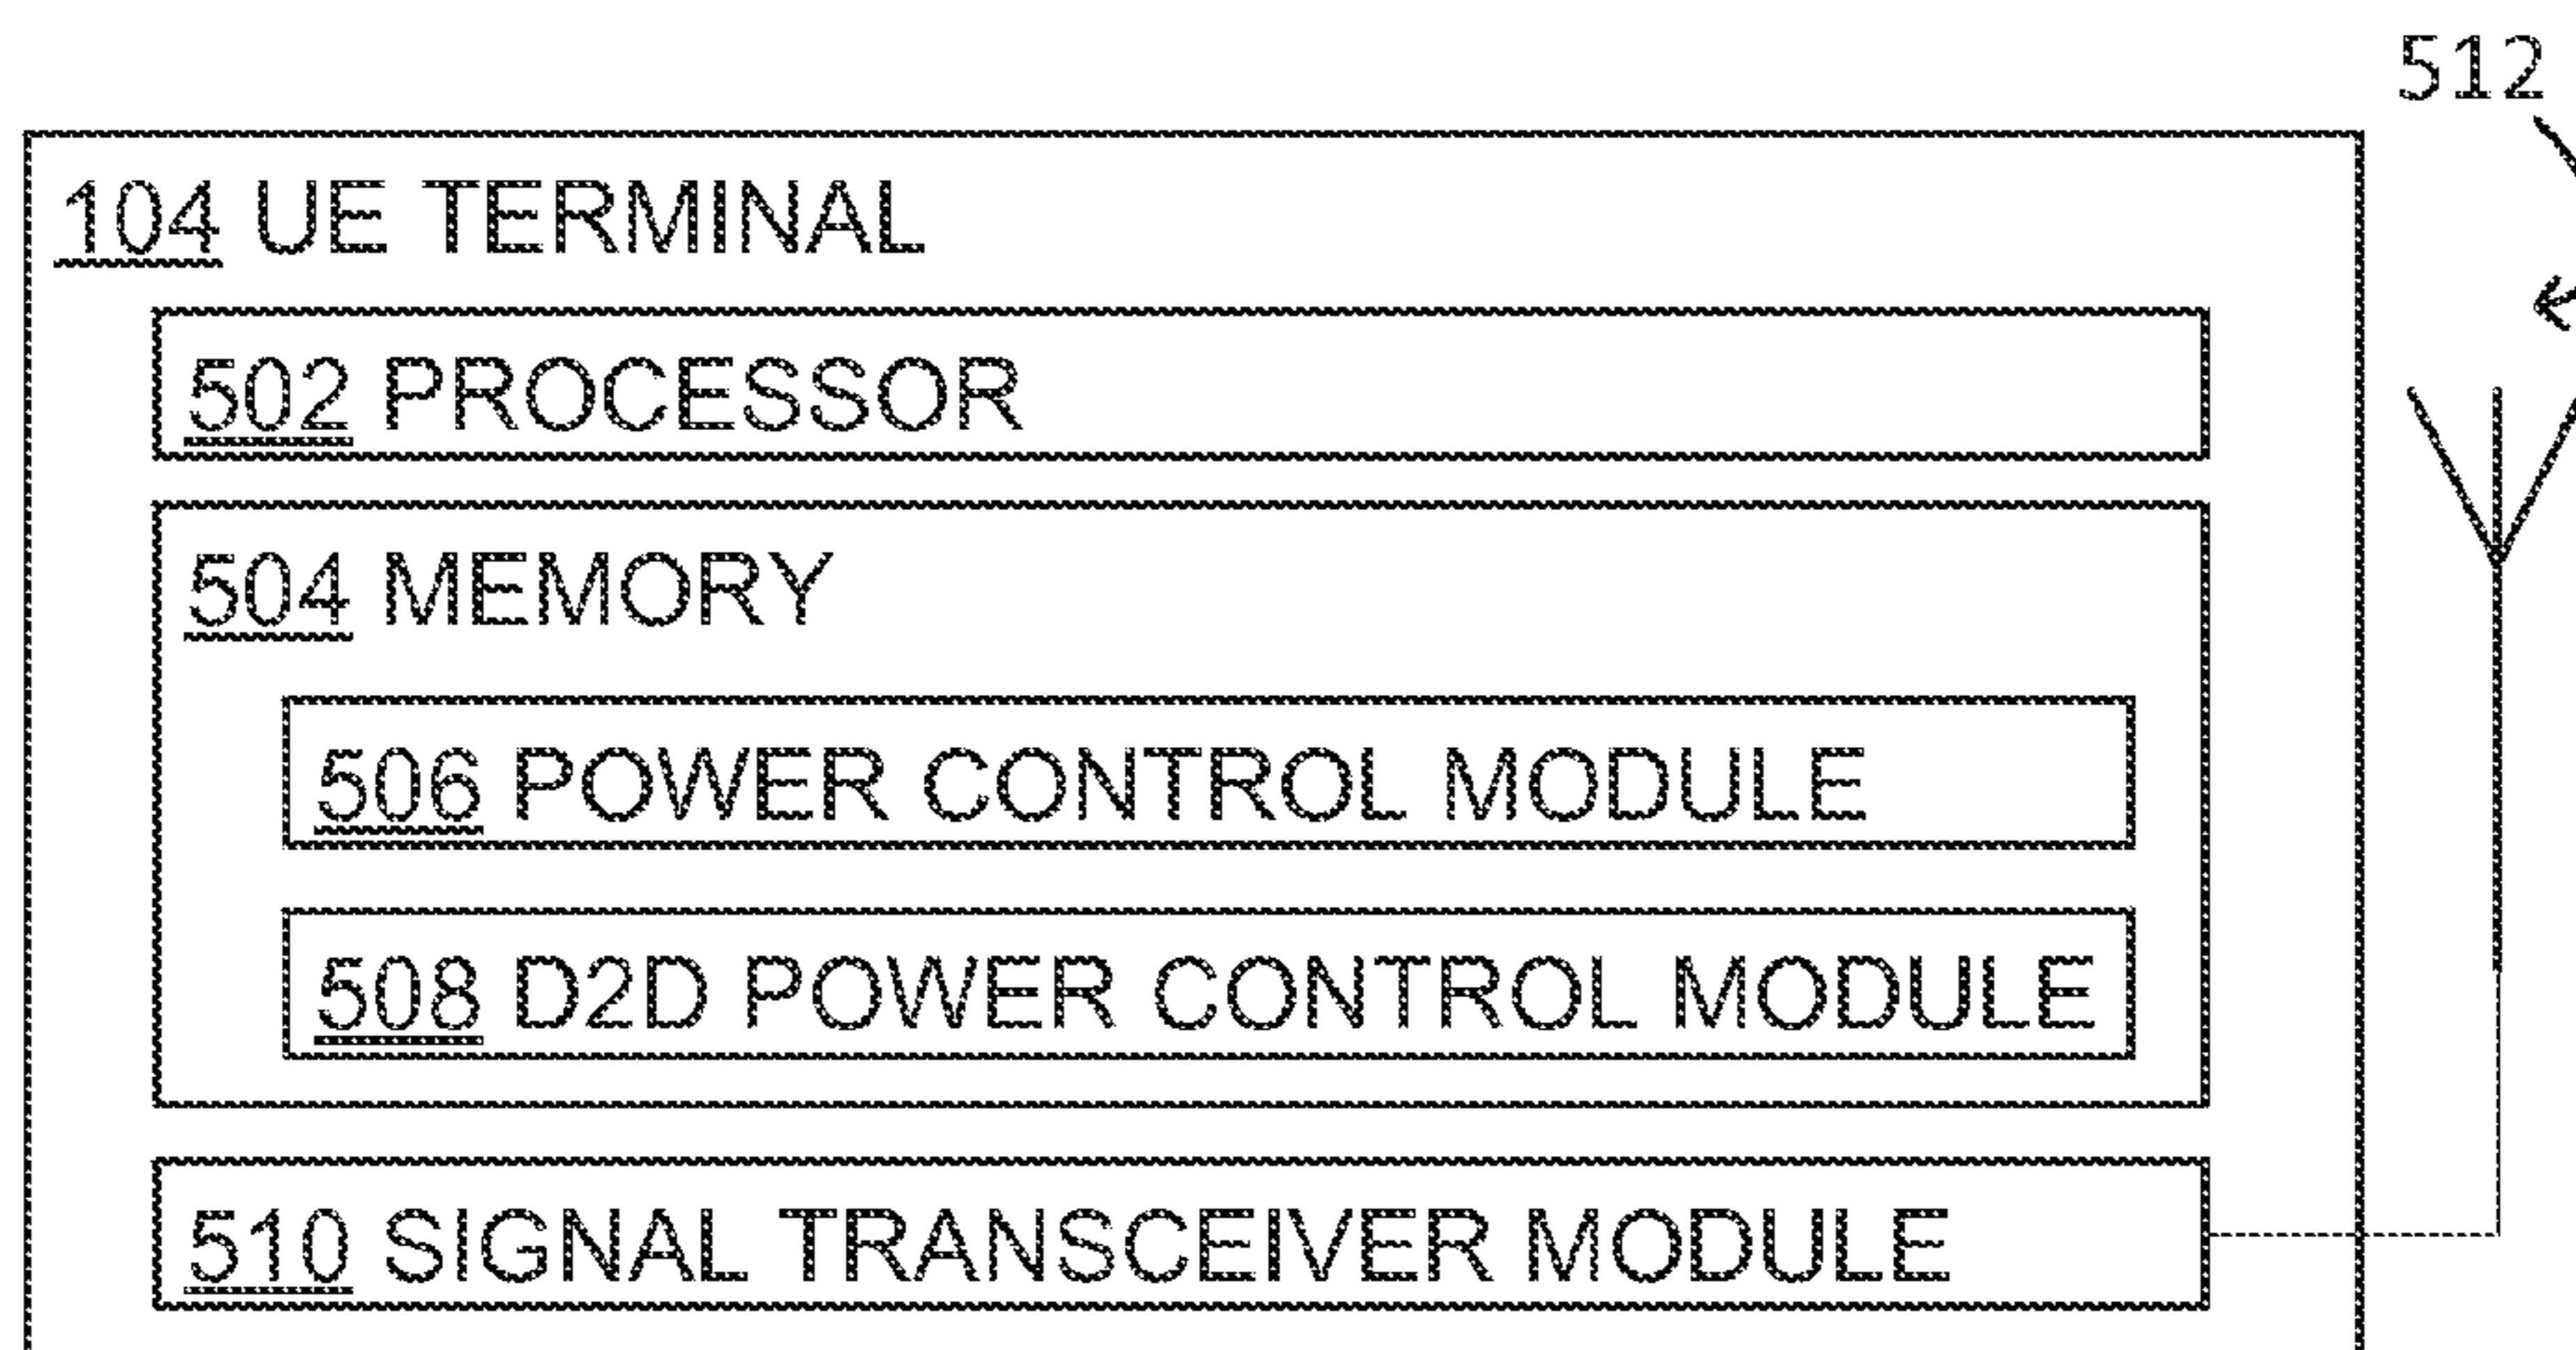 512
104 UE TERMINAL
502 PROCESSOR
504 MEMORY
506 POWER CONTROL MODULE
508 D2D POWER CONTROL MODULE
510 SIGNAL TRANSCEIVER MODULE